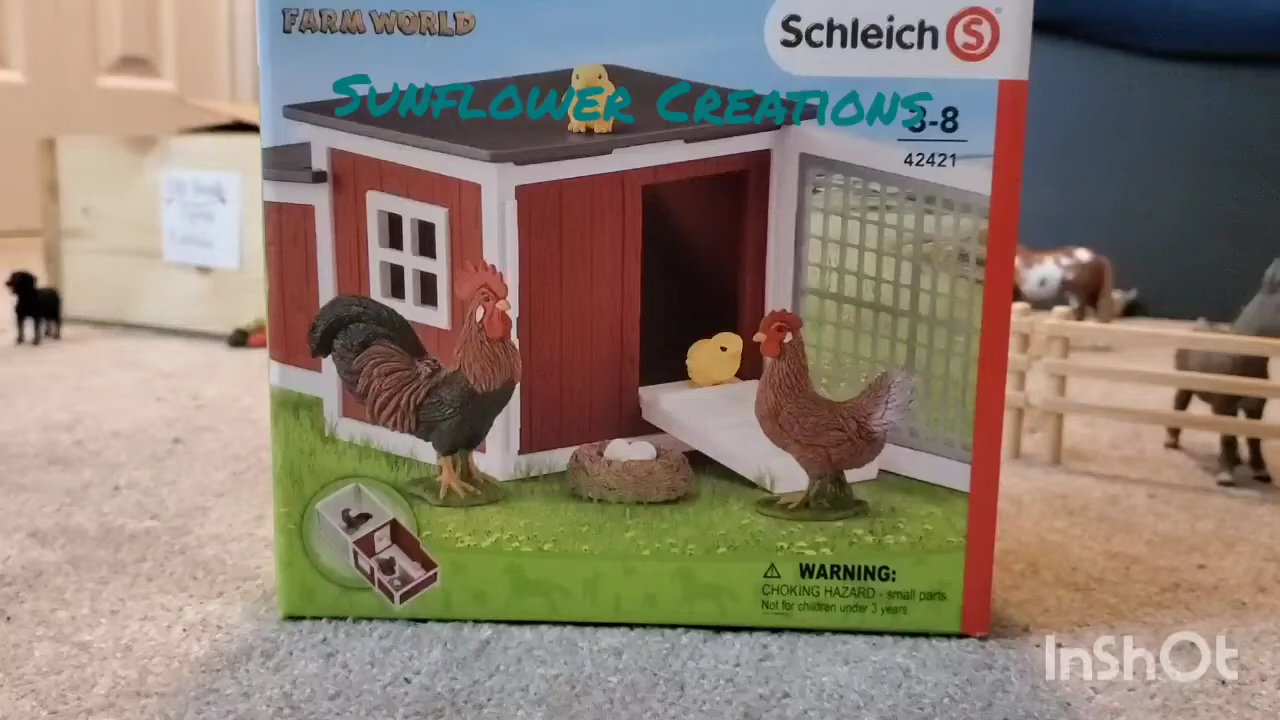 FARM WORLD
Schleich S
Sunflower Creations
3-8
42421
WARNING:
CHOKING HAZARD - small parts
Not for children under 3 years
InShOt